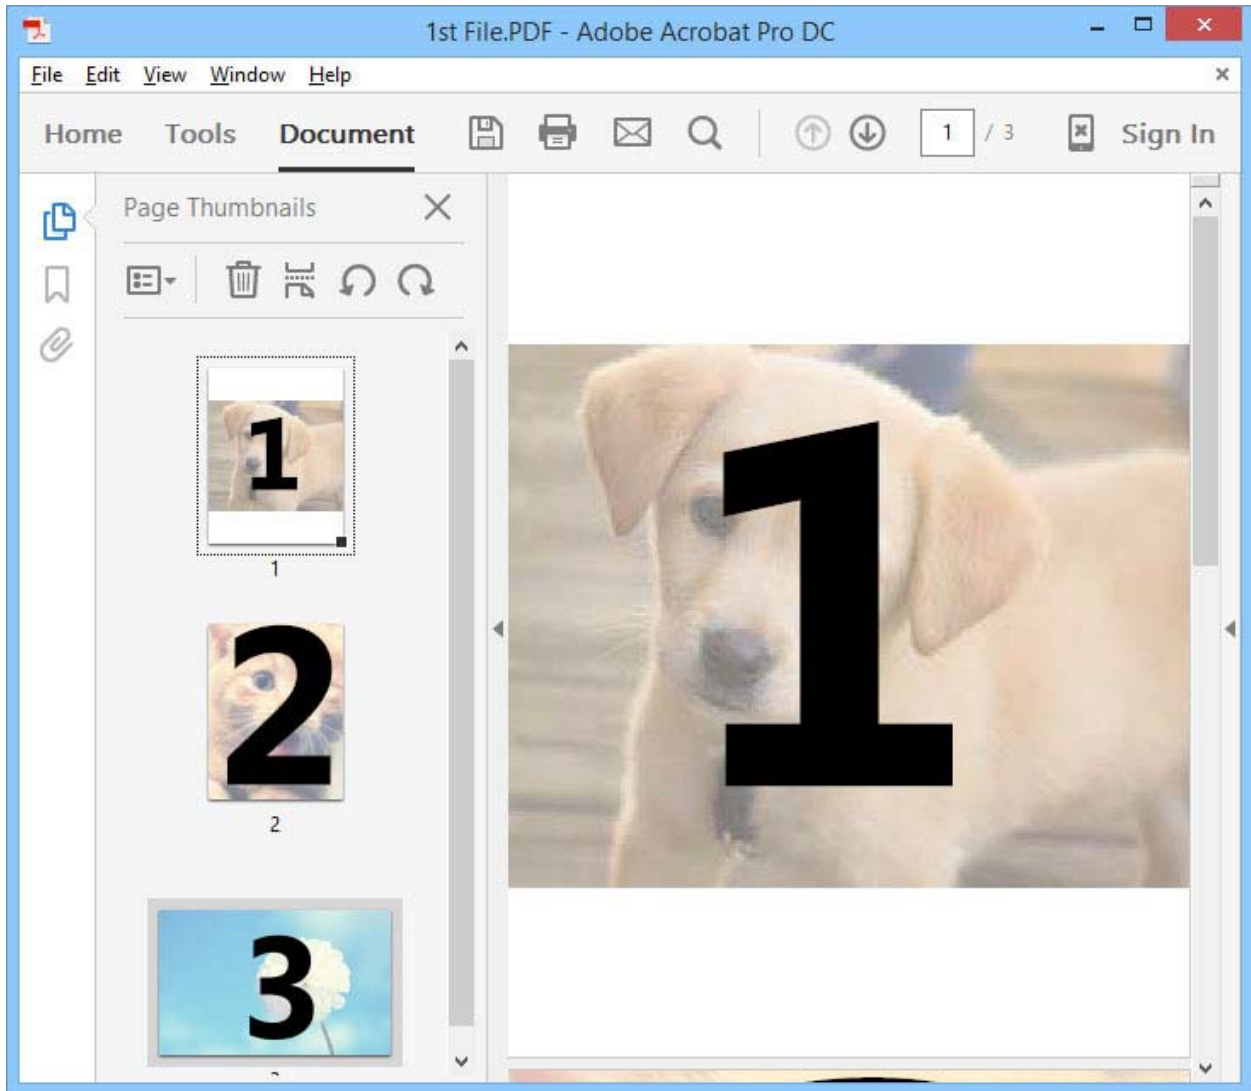 1st File.PDF - Adobe Acrobat Pro DC
File Edit View Window Help
Home Tools Document 1 / 3 Sign In
Page Thumbnails
1
1
2
2
3
1